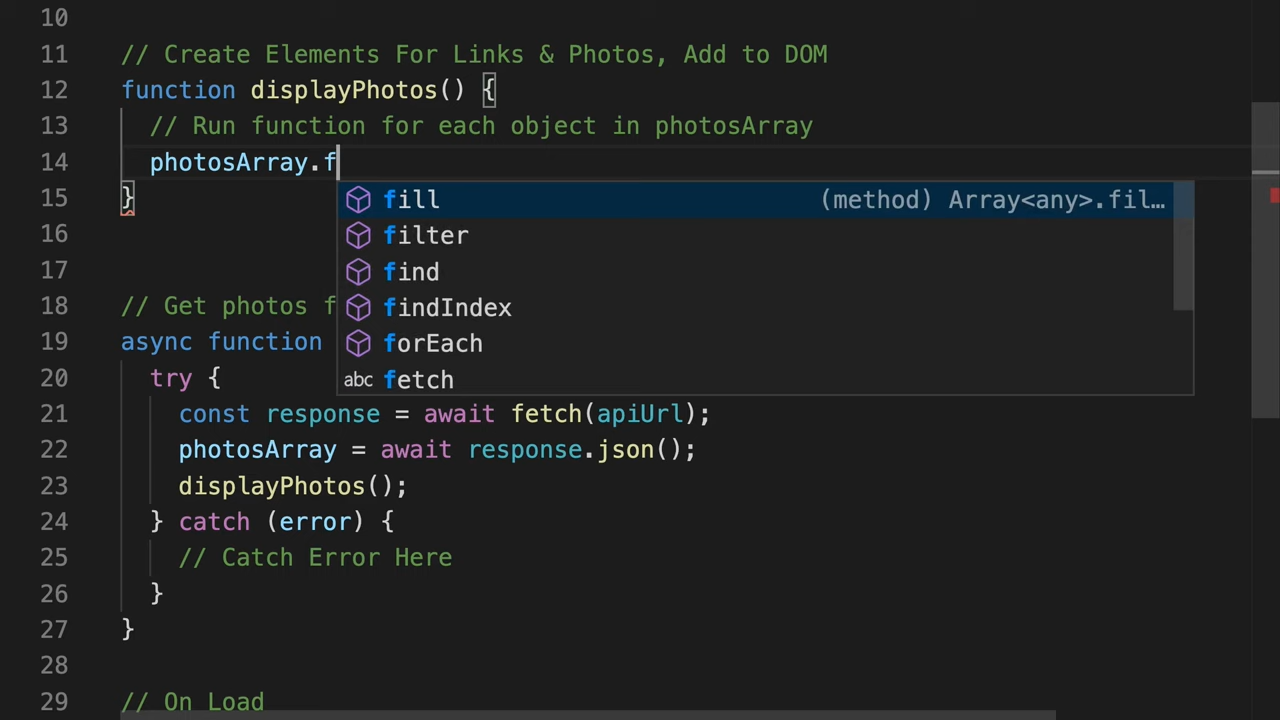 10
11 // Create Elements For Links & Photos, Add to DOM
12 function displayPhotos() {
13 // Run function for each object in photosArray
14 photosArray.f
15 }
fill (method) Array<any>.fil…
16 filter
17 find
18 // Get photos f
findIndex
19 async function
forEach
20 try {
abc fetch
21 const response = await fetch(apiUrl);
22 photosArray = await response.json();
23 displayPhotos();
24 } catch (error) {
25 // Catch Error Here
26 }
27 }
28
29 // On Load